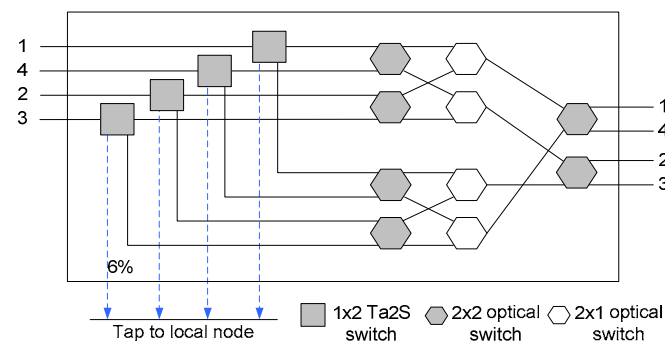 1
4
2
3
1
4
2
3
6%
Tap to local node
1x2 Ta2S
switch
2x2 optical
switch
2x1 optical
switch